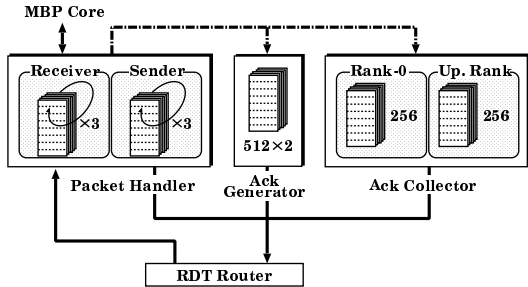 MBP Core
Receiver
Sender
×3
×3
Packet Handler
512×2
Ack
Generator
Rank-0
Up. Rank
256
256
Ack Collector
RDT Router